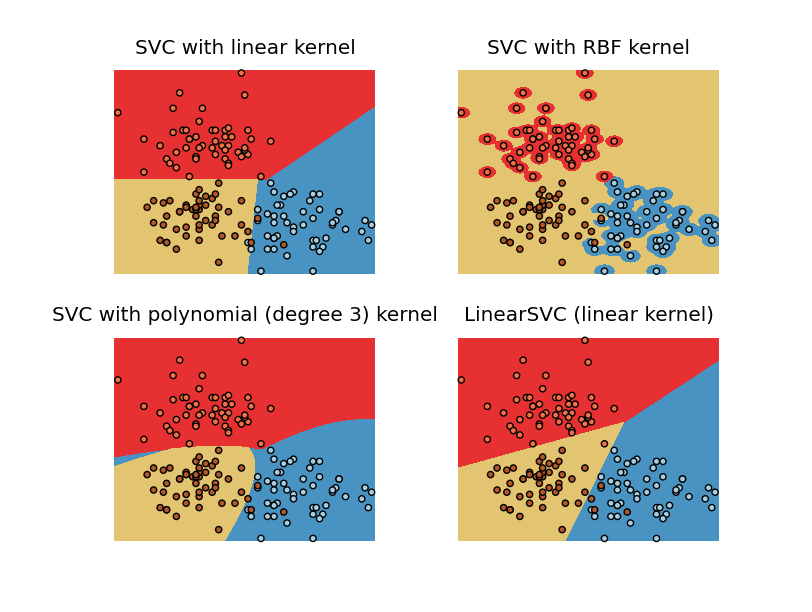 SVC with linear kernel
SVC with RBF kernel
SVC with polynomial (degree 3) kernel
LinearSVC (linear kernel)